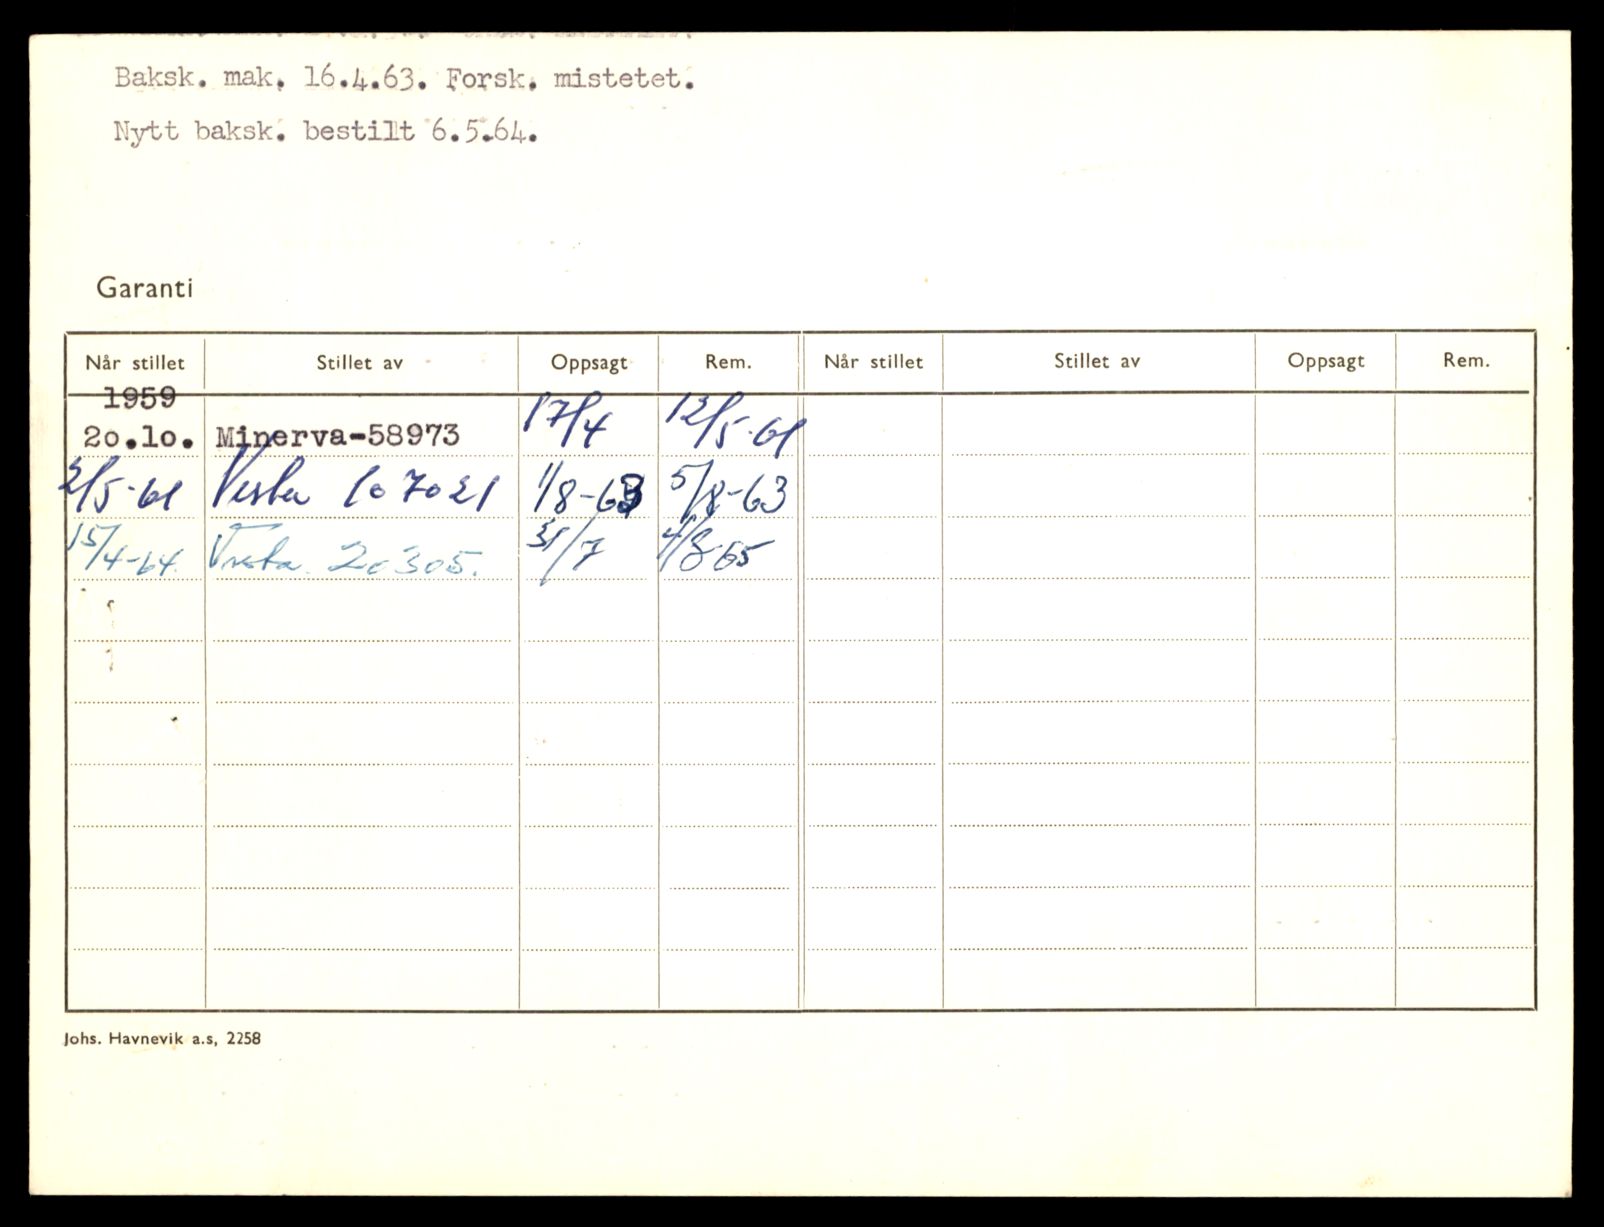 Baksk. mak. 16.4.63. Forsk. mistetet.
Nytt baksk. bestilt 6.5.64.
Garanti
Når stillet Stillet av Oppsagt Rem. Når stillet Stillet av Oppsagt Rem.
1959
20.10. Minerva-58973 17/4 12/5-61
2/5-61 Vesta 107021 1/8-63 5/8-63
15/4-64. Vesta 20305. 31/7 4/8-65
Johs. Havnevik a.s, 2258